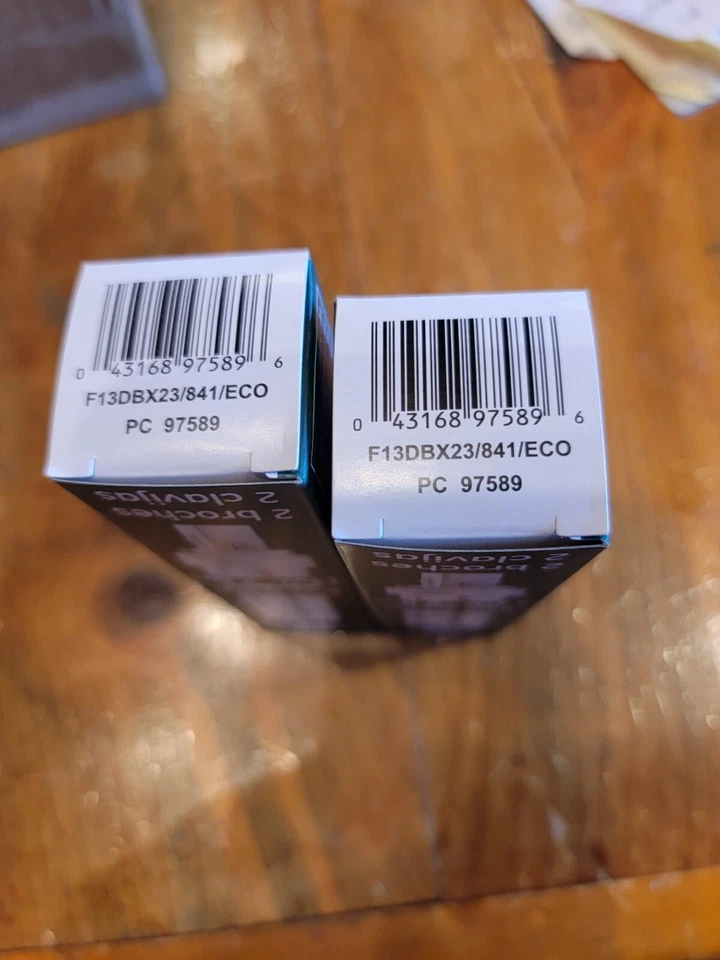 0 43168 97589 6
F13DBX23/841/ECO
PC 97589
2 broches
2 clavijas
0 43168 97589 6
F13DBX23/841/ECO
PC 97589
2 broches
2 clavijas